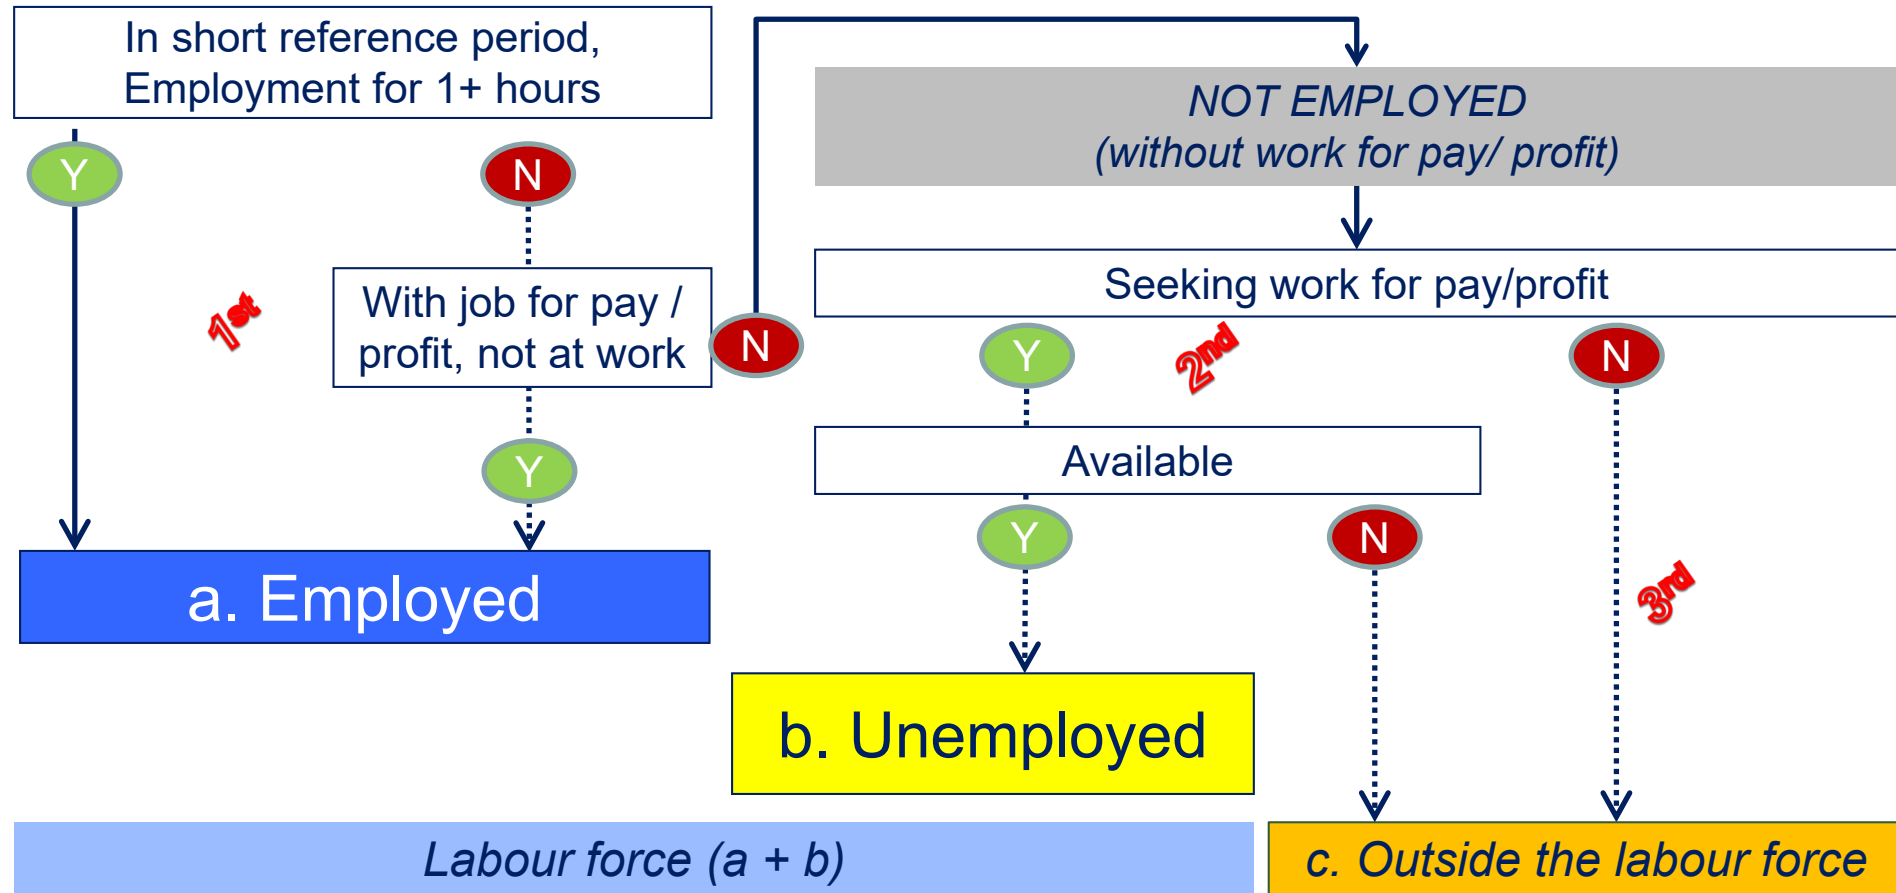 In short reference period,
Employment for 1+ hours
Y
N
1st
With job for pay /
profit, not at work
N
Y
a. Employed
NOT EMPLOYED
(without work for pay/ profit)
Seeking work for pay/profit
Y
2nd
N
Available
Y
N
3rd
b. Unemployed
Labour force (a + b)
c. Outside the labour force